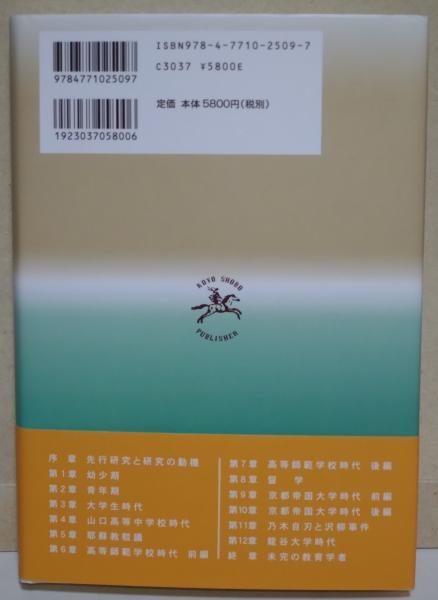 ISBN978-4-7710-2509-7
C3037 ¥5800E
定価 本体5800円(税別)
9784771025097
1923037058006
KOYO SHOBO
PUBLISHER
序 章 先行研究と研究の動機
第1章 幼少期
第2章 青年期
第3章 大学生時代
第4章 山口高等中学校時代
第5章 耶蘇教駁議
第6章 高等師範学校時代 前編
第7章 高等師範学校時代 後編
第8章 留 学
第9章 京都帝国大学時代 前編
第10章 京都帝国大学時代 後編
第11章 乃木自刃と沢柳事件
第12章 龍谷大学時代
終 章 未完の教育学者